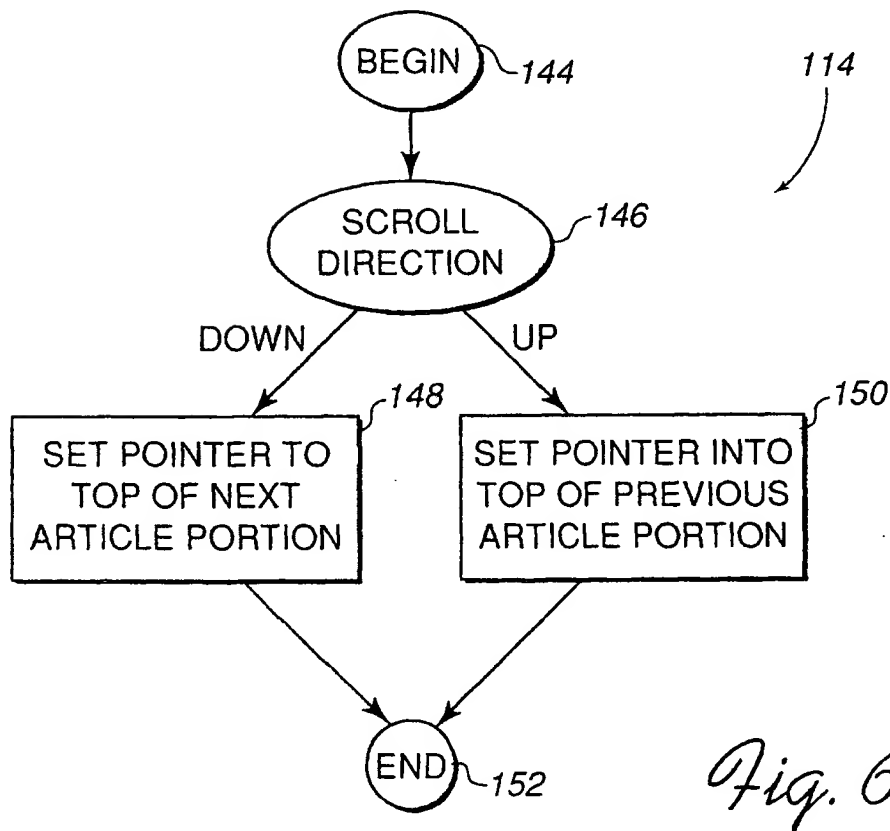 BEGIN
144
114
SCROLL
DIRECTION
146
DOWN
UP
148
150
SET POINTER TO
TOP OF NEXT
ARTICLE PORTION
SET POINTER INTO
TOP OF PREVIOUS
ARTICLE PORTION
END
152
Fig. 6